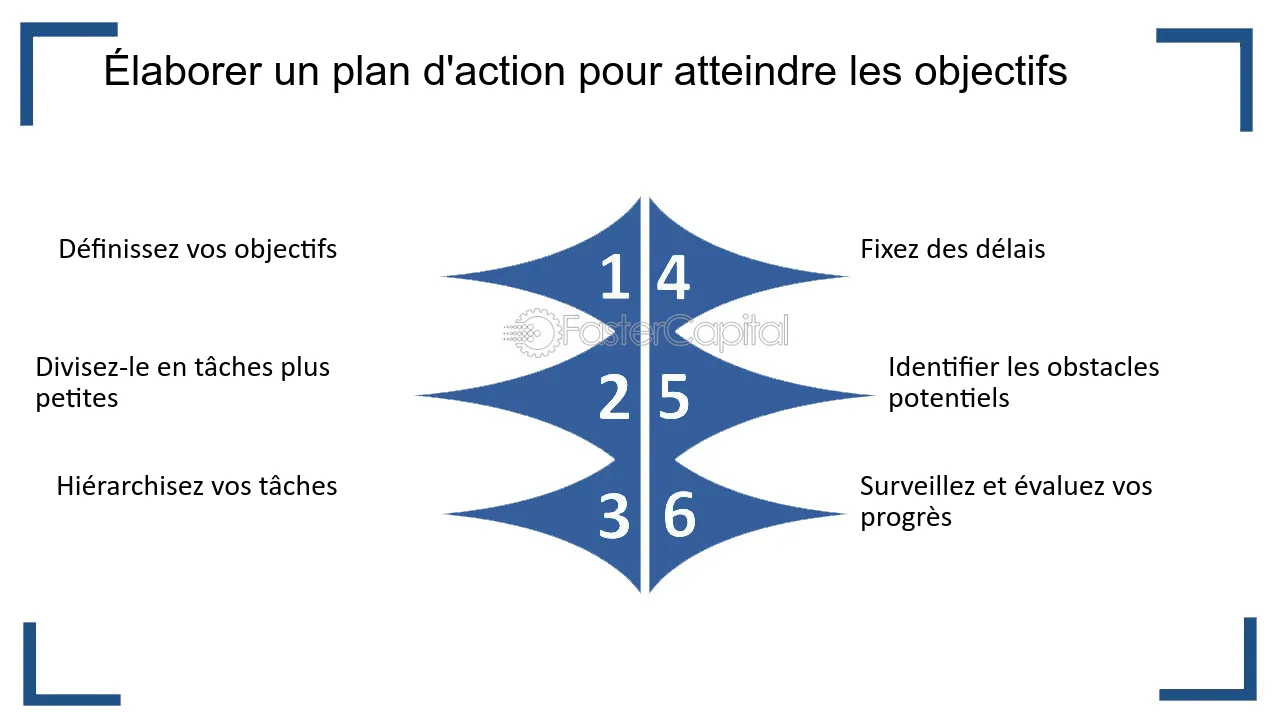 Élaborer un plan d'action pour atteindre les objectifs
Définissez vos objectifs
1
4
Fixez des délais
FasterCapital
Divisez-le en tâches plus
petites
2
5
Identifier les obstacles
potentiels
Hiérarchisez vos tâches
3
6
Surveillez et évaluez vos
progrès